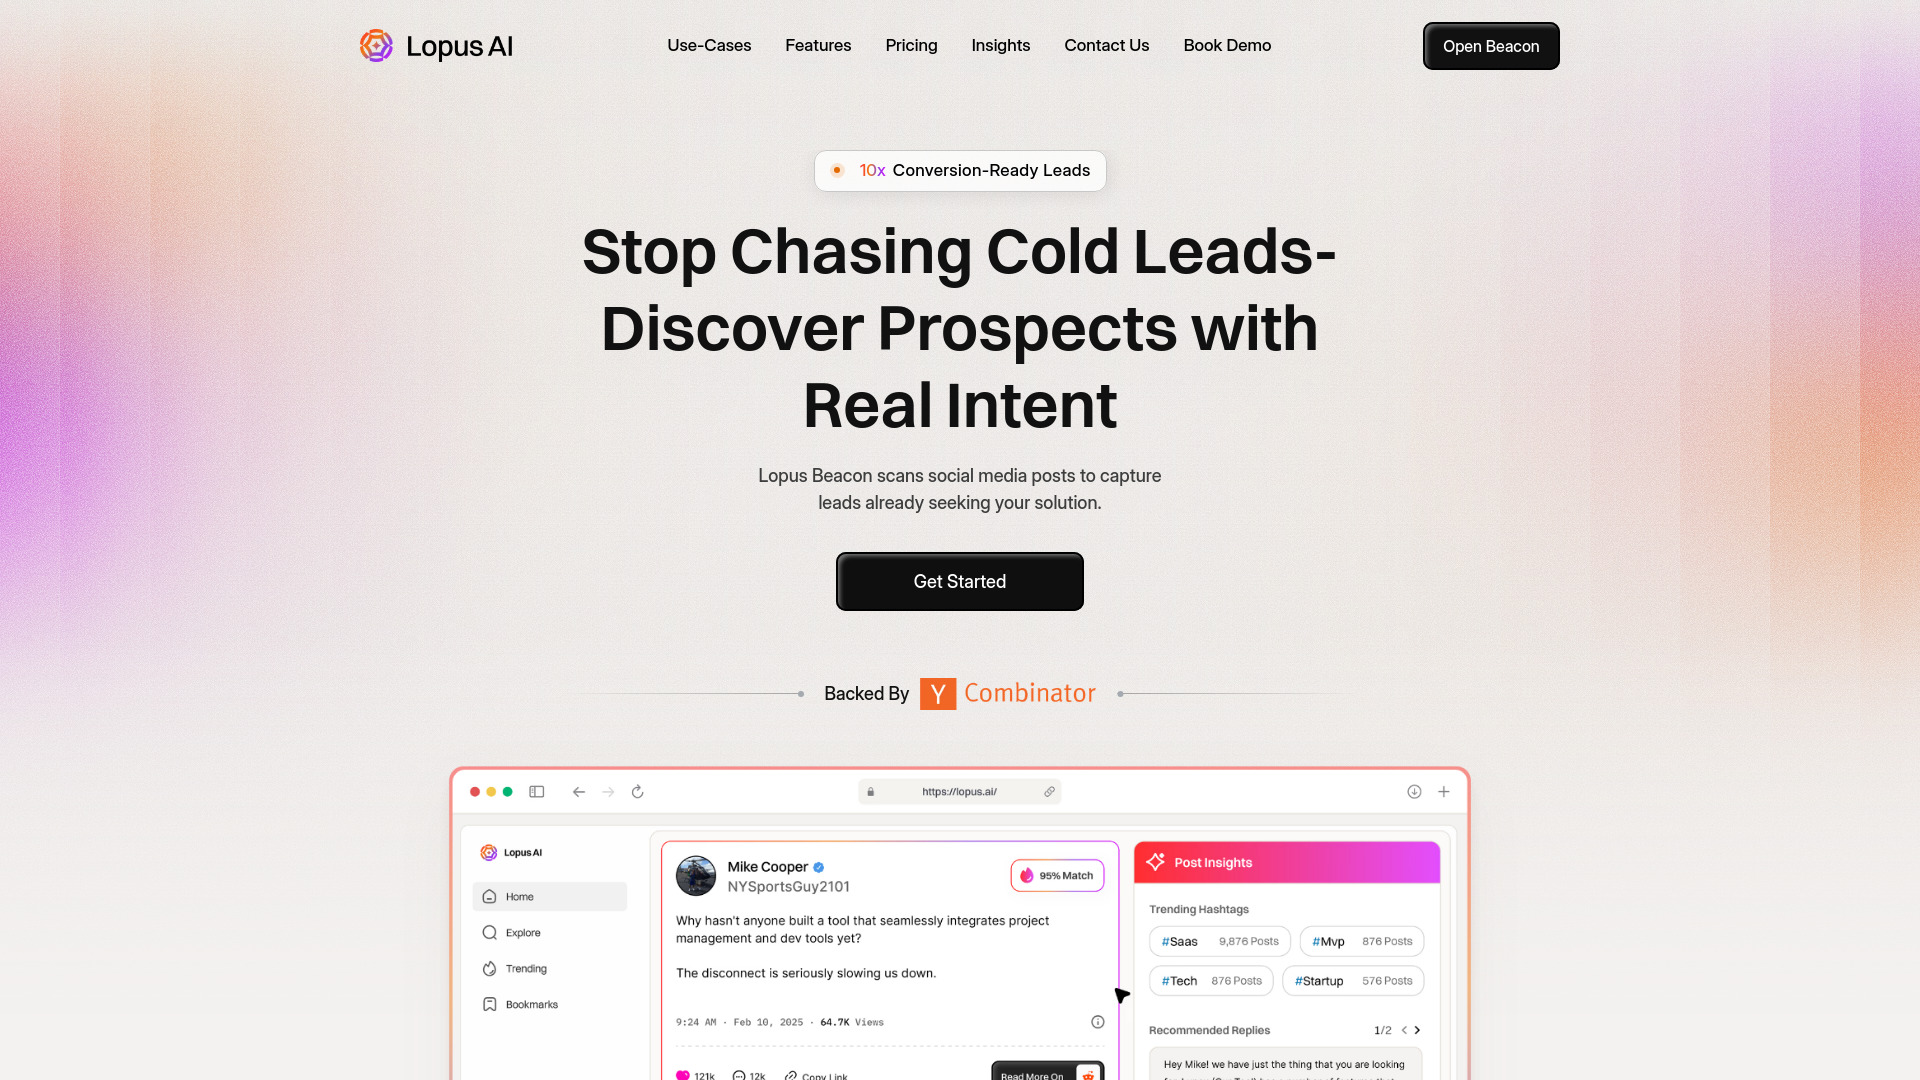 Lopus AI
Use-Cases
Features
Pricing
Insights
Contact Us
Book Demo
Open Beacon
10x Conversion-Ready Leads
Stop Chasing Cold Leads-
Discover Prospects with
Real Intent
Lopus Beacon scans social media posts to capture
leads already seeking your solution.
Get Started
Backed By Y Combinator
https://lopus.ai/
Lopus AI
Home
Explore
Trending
Bookmarks
Mike Cooper
NYSportsGuy2101
95% Match
Why hasn't anyone built a tool that seamlessly integrates project
management and dev tools yet?
The disconnect is seriously slowing us down.
9:24 AM · Feb 10, 2025 · 64.7K Views
121k
12k
Copy Link
Read More On
Post Insights
Trending Hashtags
#Saas 9,876 Posts
#Mvp 876 Posts
#Tech 876 Posts
#Startup 576 Posts
Recommended Replies
1/2
Hey Mike! we have just the thing that you are looking